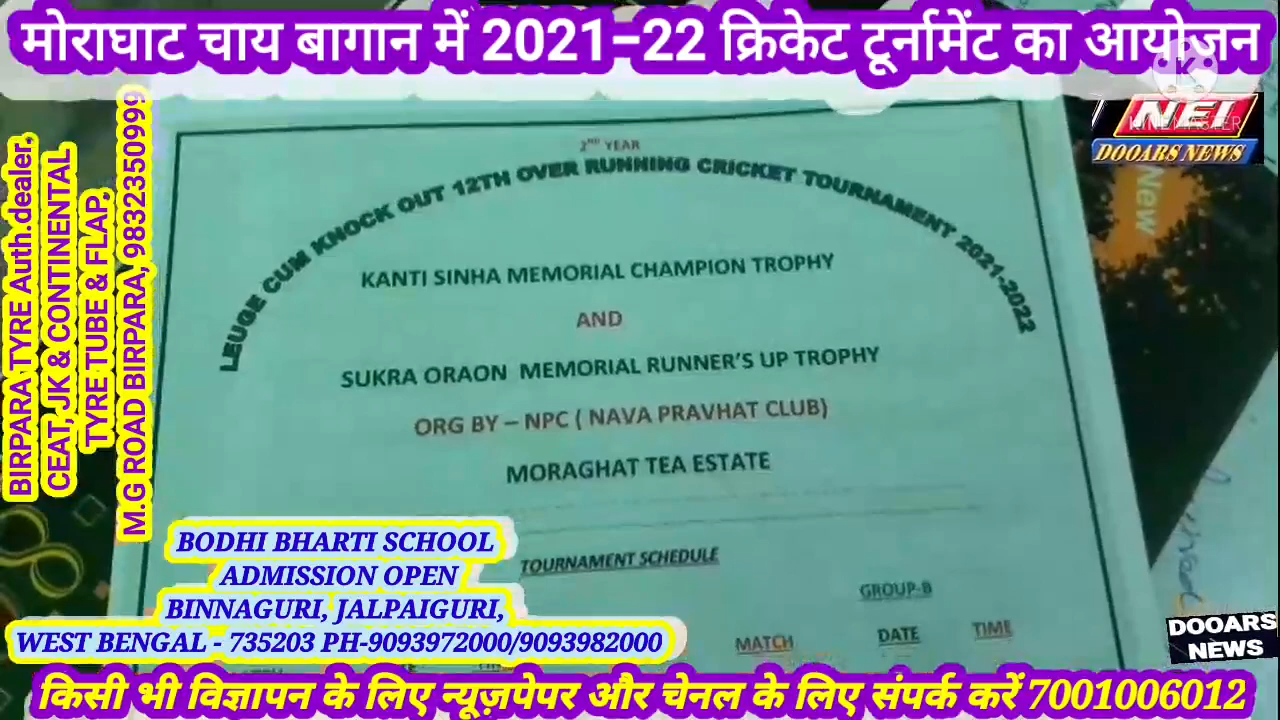 मोराघाट चाय बागान में 2021-22 क्रिकेट टूर्नामेंट का आयोजन
NEI
KINEMASTER
DOOARS NEWS
New
BIRPARA TYRE Auth.dealer,
CEAT, JK & CONTINENTAL
TYRE TUBE & FLAP,
M.G ROAD BIRPARA, 9832350999
2ND YEAR
LEUGE CUM KNOCK OUT 12TH OVER RUNNING CRICKET TOURNAMENT 2021-2022
KANTI SINHA MEMORIAL CHAMPION TROPHY
AND
SUKRA ORAON MEMORIAL RUNNER'S UP TROPHY
ORG BY – NPC ( NAVA PRAVHAT CLUB)
MORAGHAT TEA ESTATE
TOURNAMENT SCHEDULE
GROUP-B
MATCH DATE TIME
BODHI BHARTI SCHOOL
ADMISSION OPEN
BINNAGURI, JALPAIGURI,
WEST BENGAL - 735203 PH-9093972000/9093982000
DOOARS
NEWS
किसी भी विज्ञापन के लिए न्यूज़पेपर और चेनल के लिए संपर्क करें 7001006012